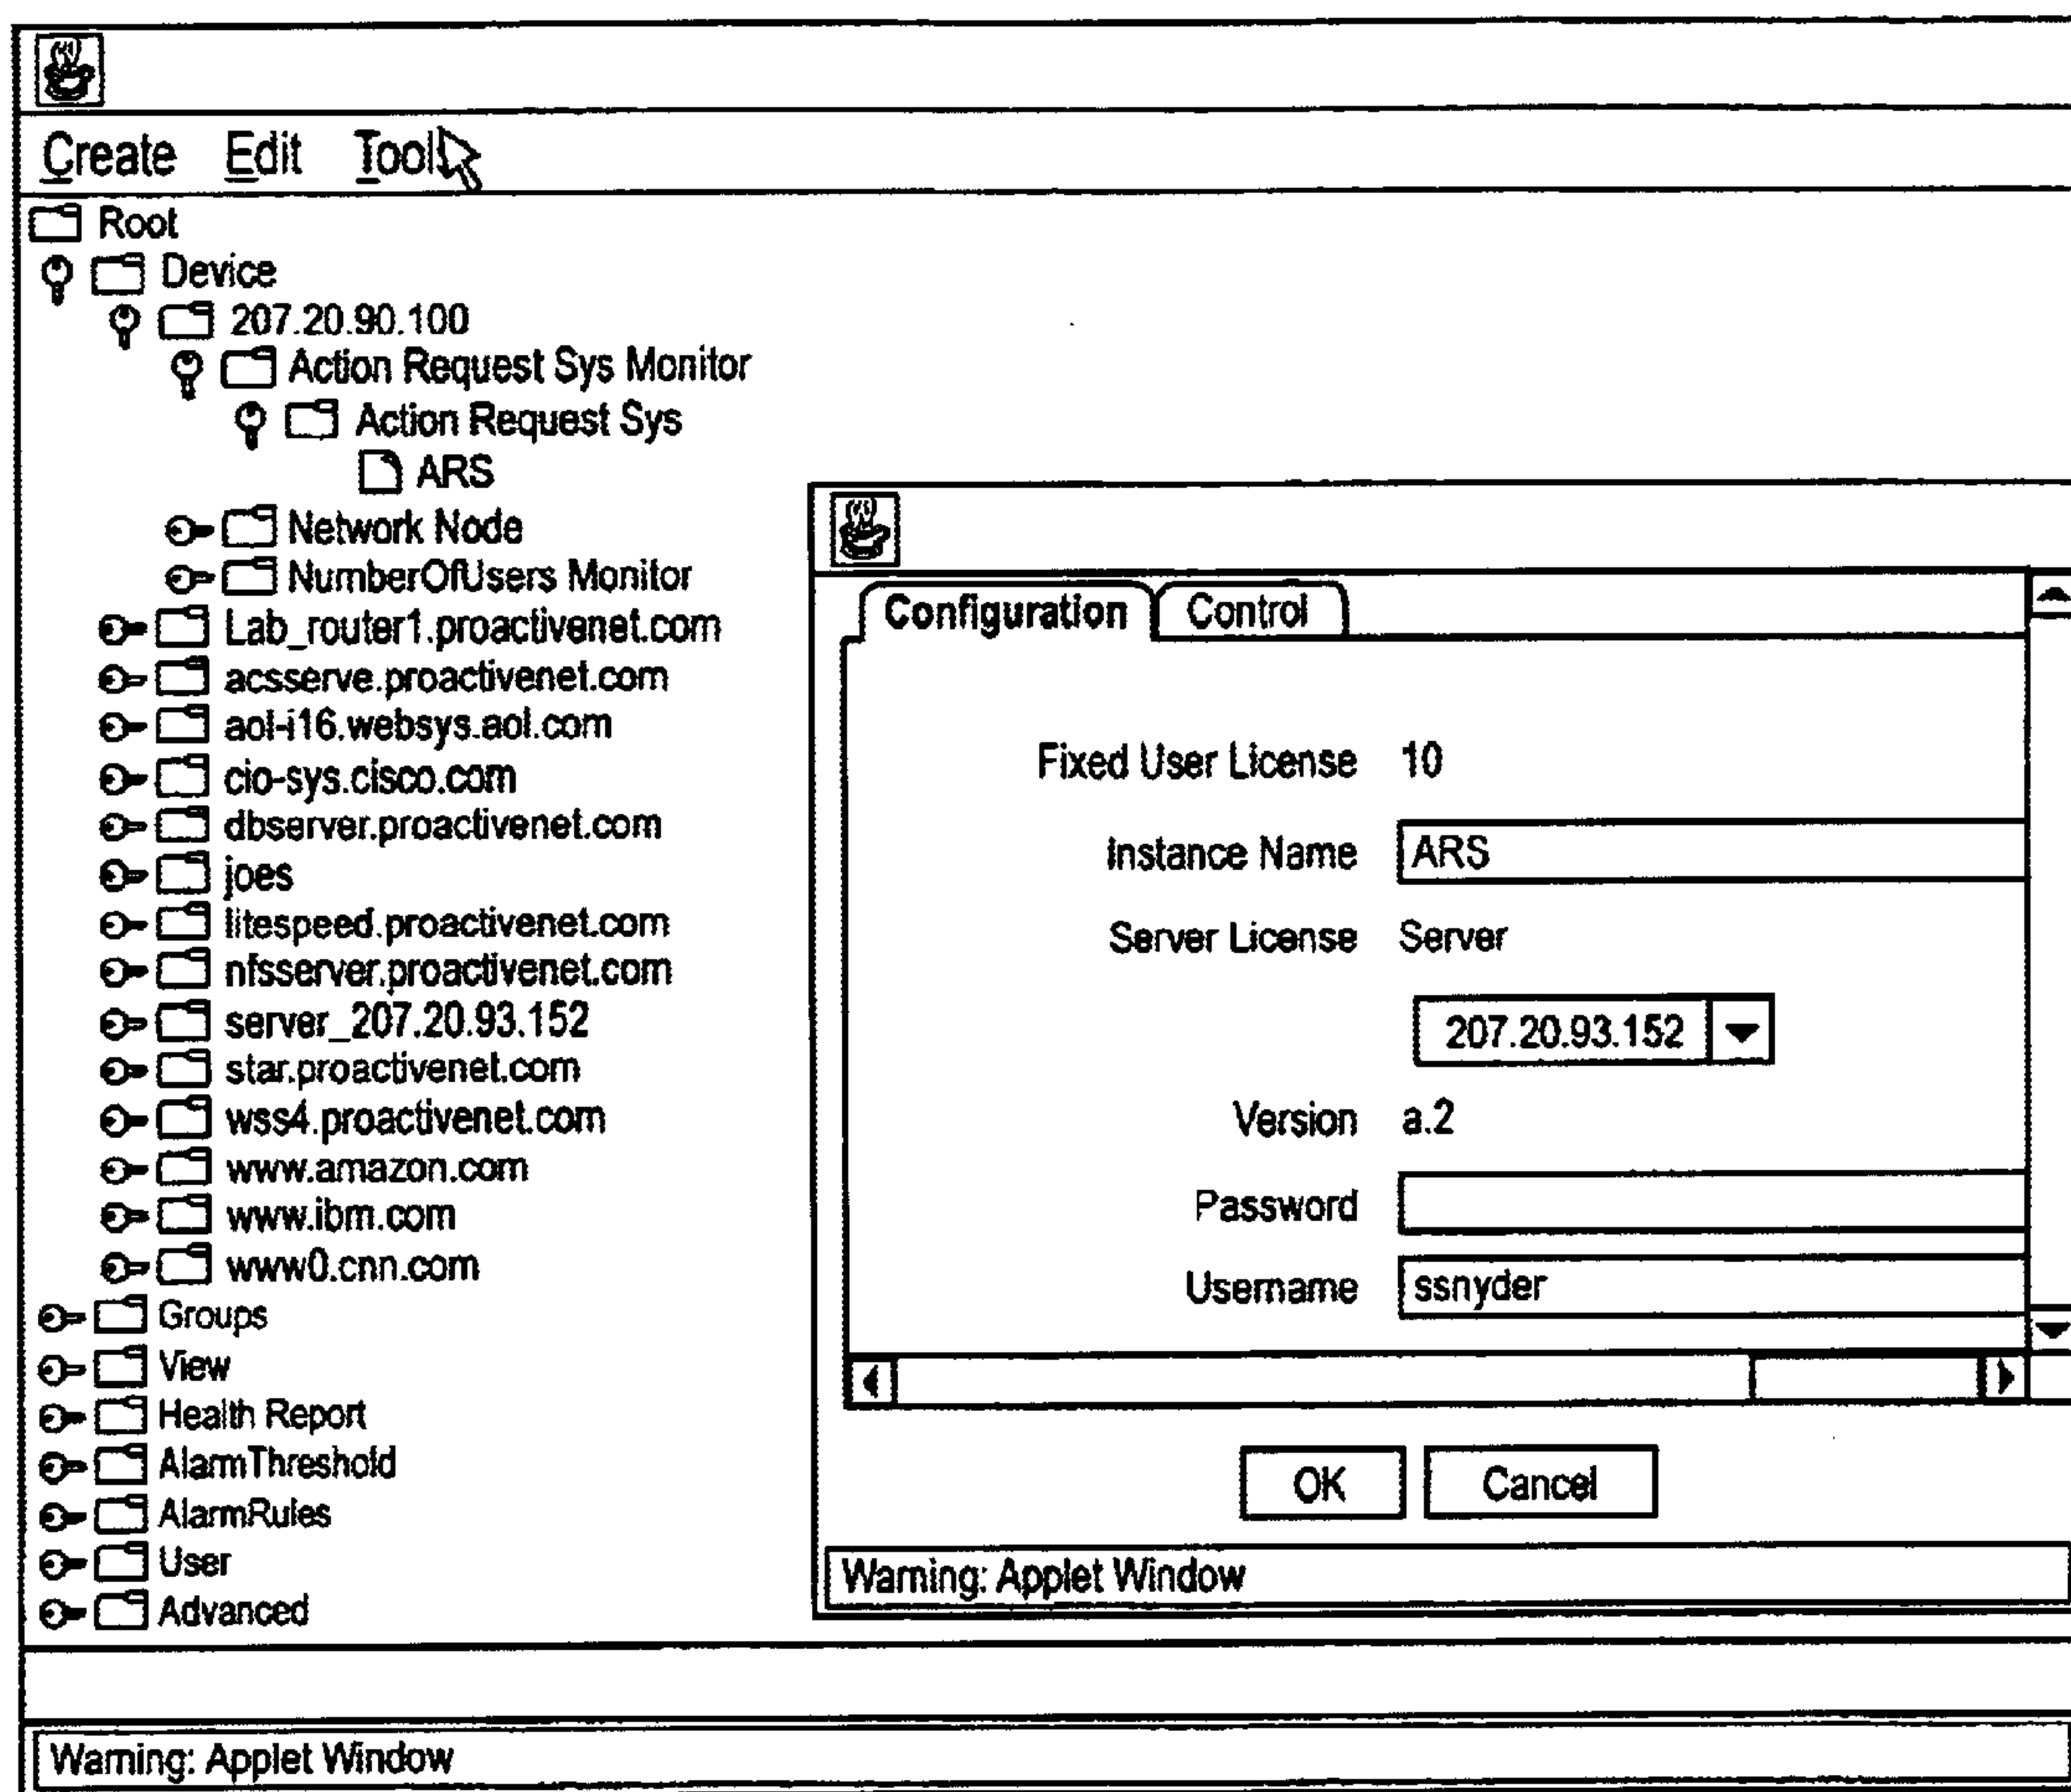 Create Edit Tools
Root
Device
207.20.90.100
Action Request Sys Monitor
Action Request Sys
ARS
Network Node
NumberOfUsers Monitor
Lab_router1.proactivenet.com
acsserve.proactivenet.com
aol-i16.websys.aol.com
cio-sys.cisco.com
dbserver.proactivenet.com
joes
litespeed.proactivenet.com
nfsserver.proactivenet.com
server_207.20.93.152
star.proactivenet.com
wss4.proactivenet.com
www.amazon.com
www.ibm.com
www0.cnn.com
Groups
View
Health Report
AlarmThreshold
AlarmRules
User
Advanced
Configuration Control
Fixed User License 10
Instance Name ARS
Server License Server
207.20.93.152
Version a.2
Password
Username ssnyder
OK Cancel
Warning: Applet Window
Warning: Applet Window